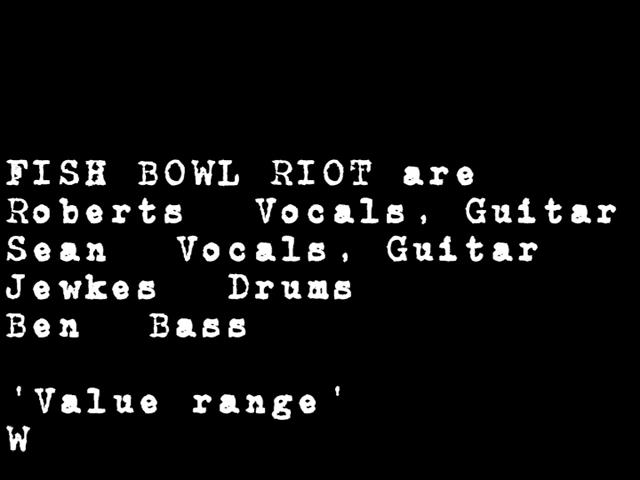 FISH BOWL RIOT are
Roberts  Vocals, Guitar
Sean  Vocals, Guitar
Jewkes  Drums
Ben  Bass
'Value range'
W